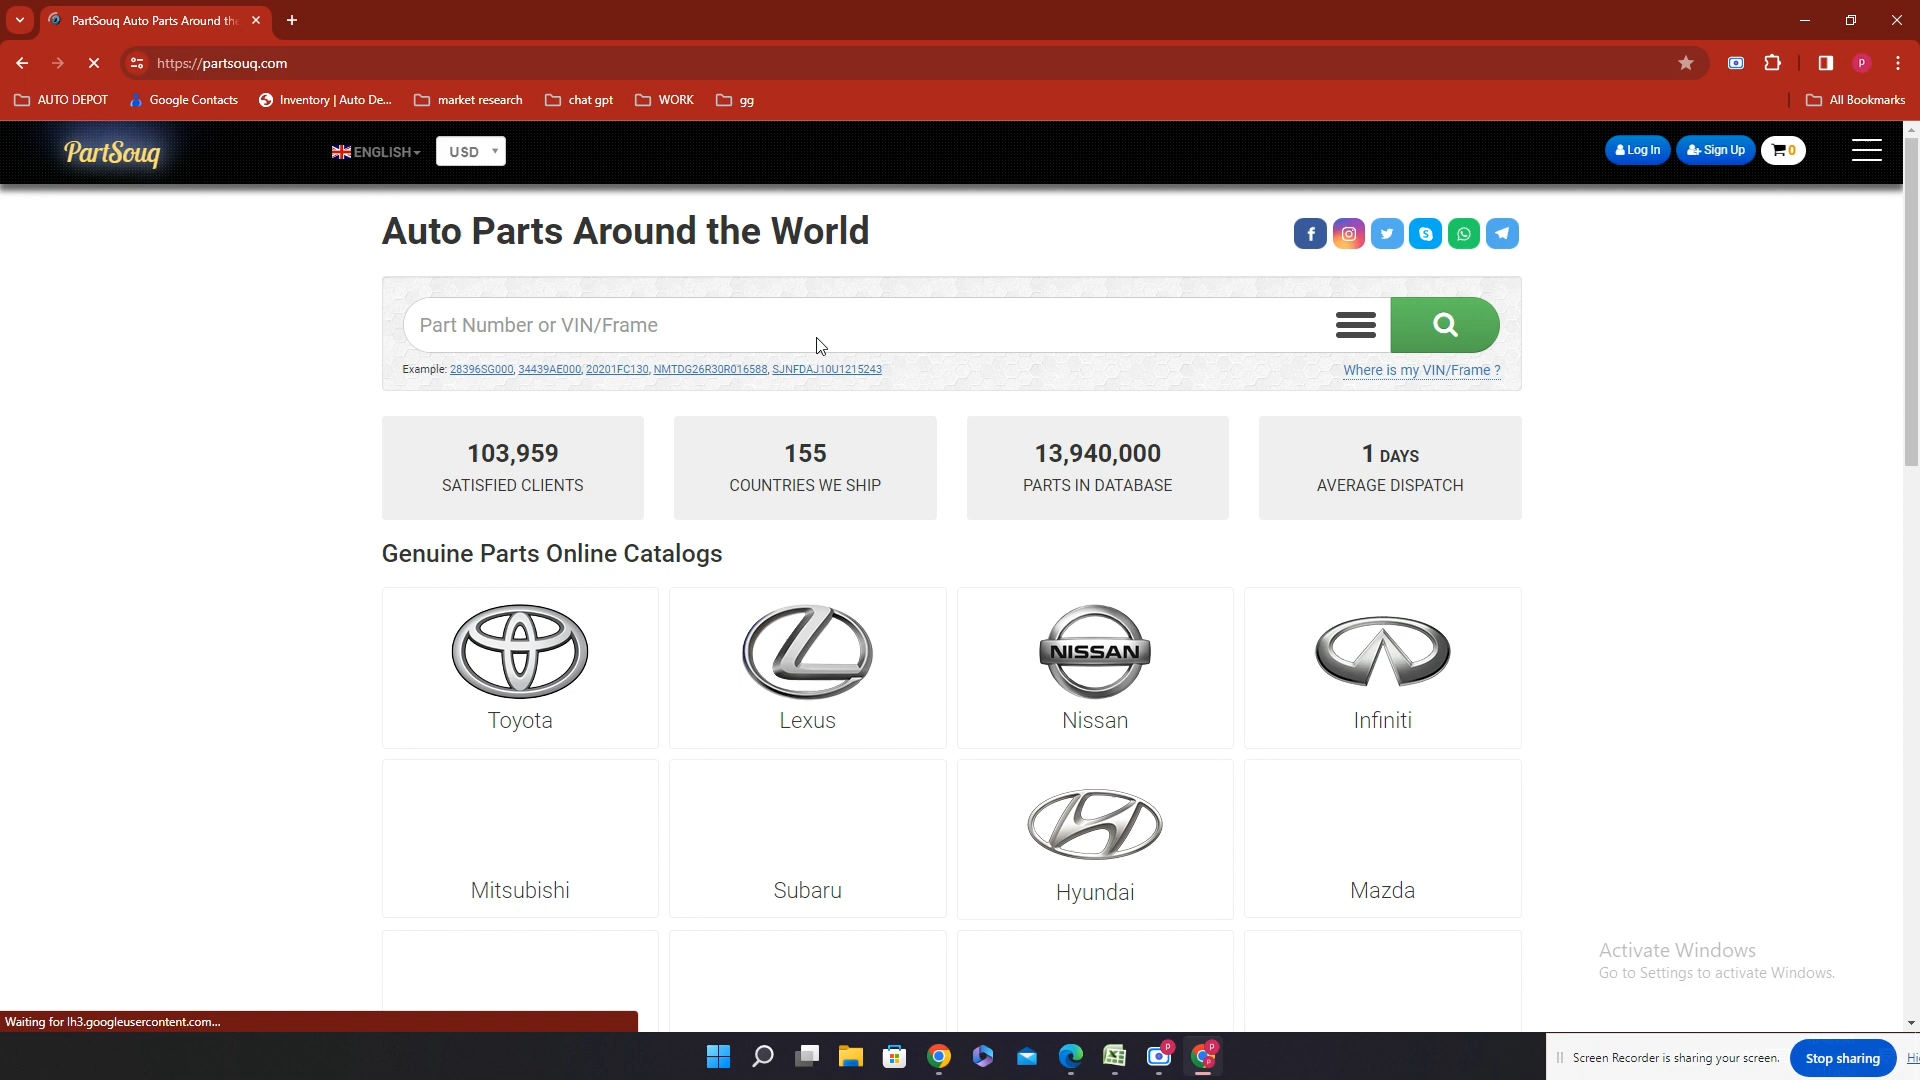 PartSouq Auto Parts Around the
https://partsouq.com
P
AUTO DEPOT
Google Contacts
Inventory | Auto De...
market research
chat gpt
WORK
gg
All Bookmarks
PartSouq
ENGLISH
USD
Log In
Sign Up
0
Auto Parts Around the World
Part Number or VIN/Frame
Example: 28396SG000, 34439AE000, 20201FC130, NMTDG26R30R016588, SJNFDAJ10U1215243
Where is my VIN/Frame ?
103,959
SATISFIED CLIENTS
155
COUNTRIES WE SHIP
13,940,000
PARTS IN DATABASE
1 DAYS
AVERAGE DISPATCH
Genuine Parts Online Catalogs
Toyota
Lexus
NISSAN
Nissan
Infiniti
Mitsubishi
Subaru
Hyundai
Mazda
Activate Windows
Go to Settings to activate Windows.
Waiting for lh3.googleusercontent.com...
P
P
Screen Recorder is sharing your screen.
Stop sharing